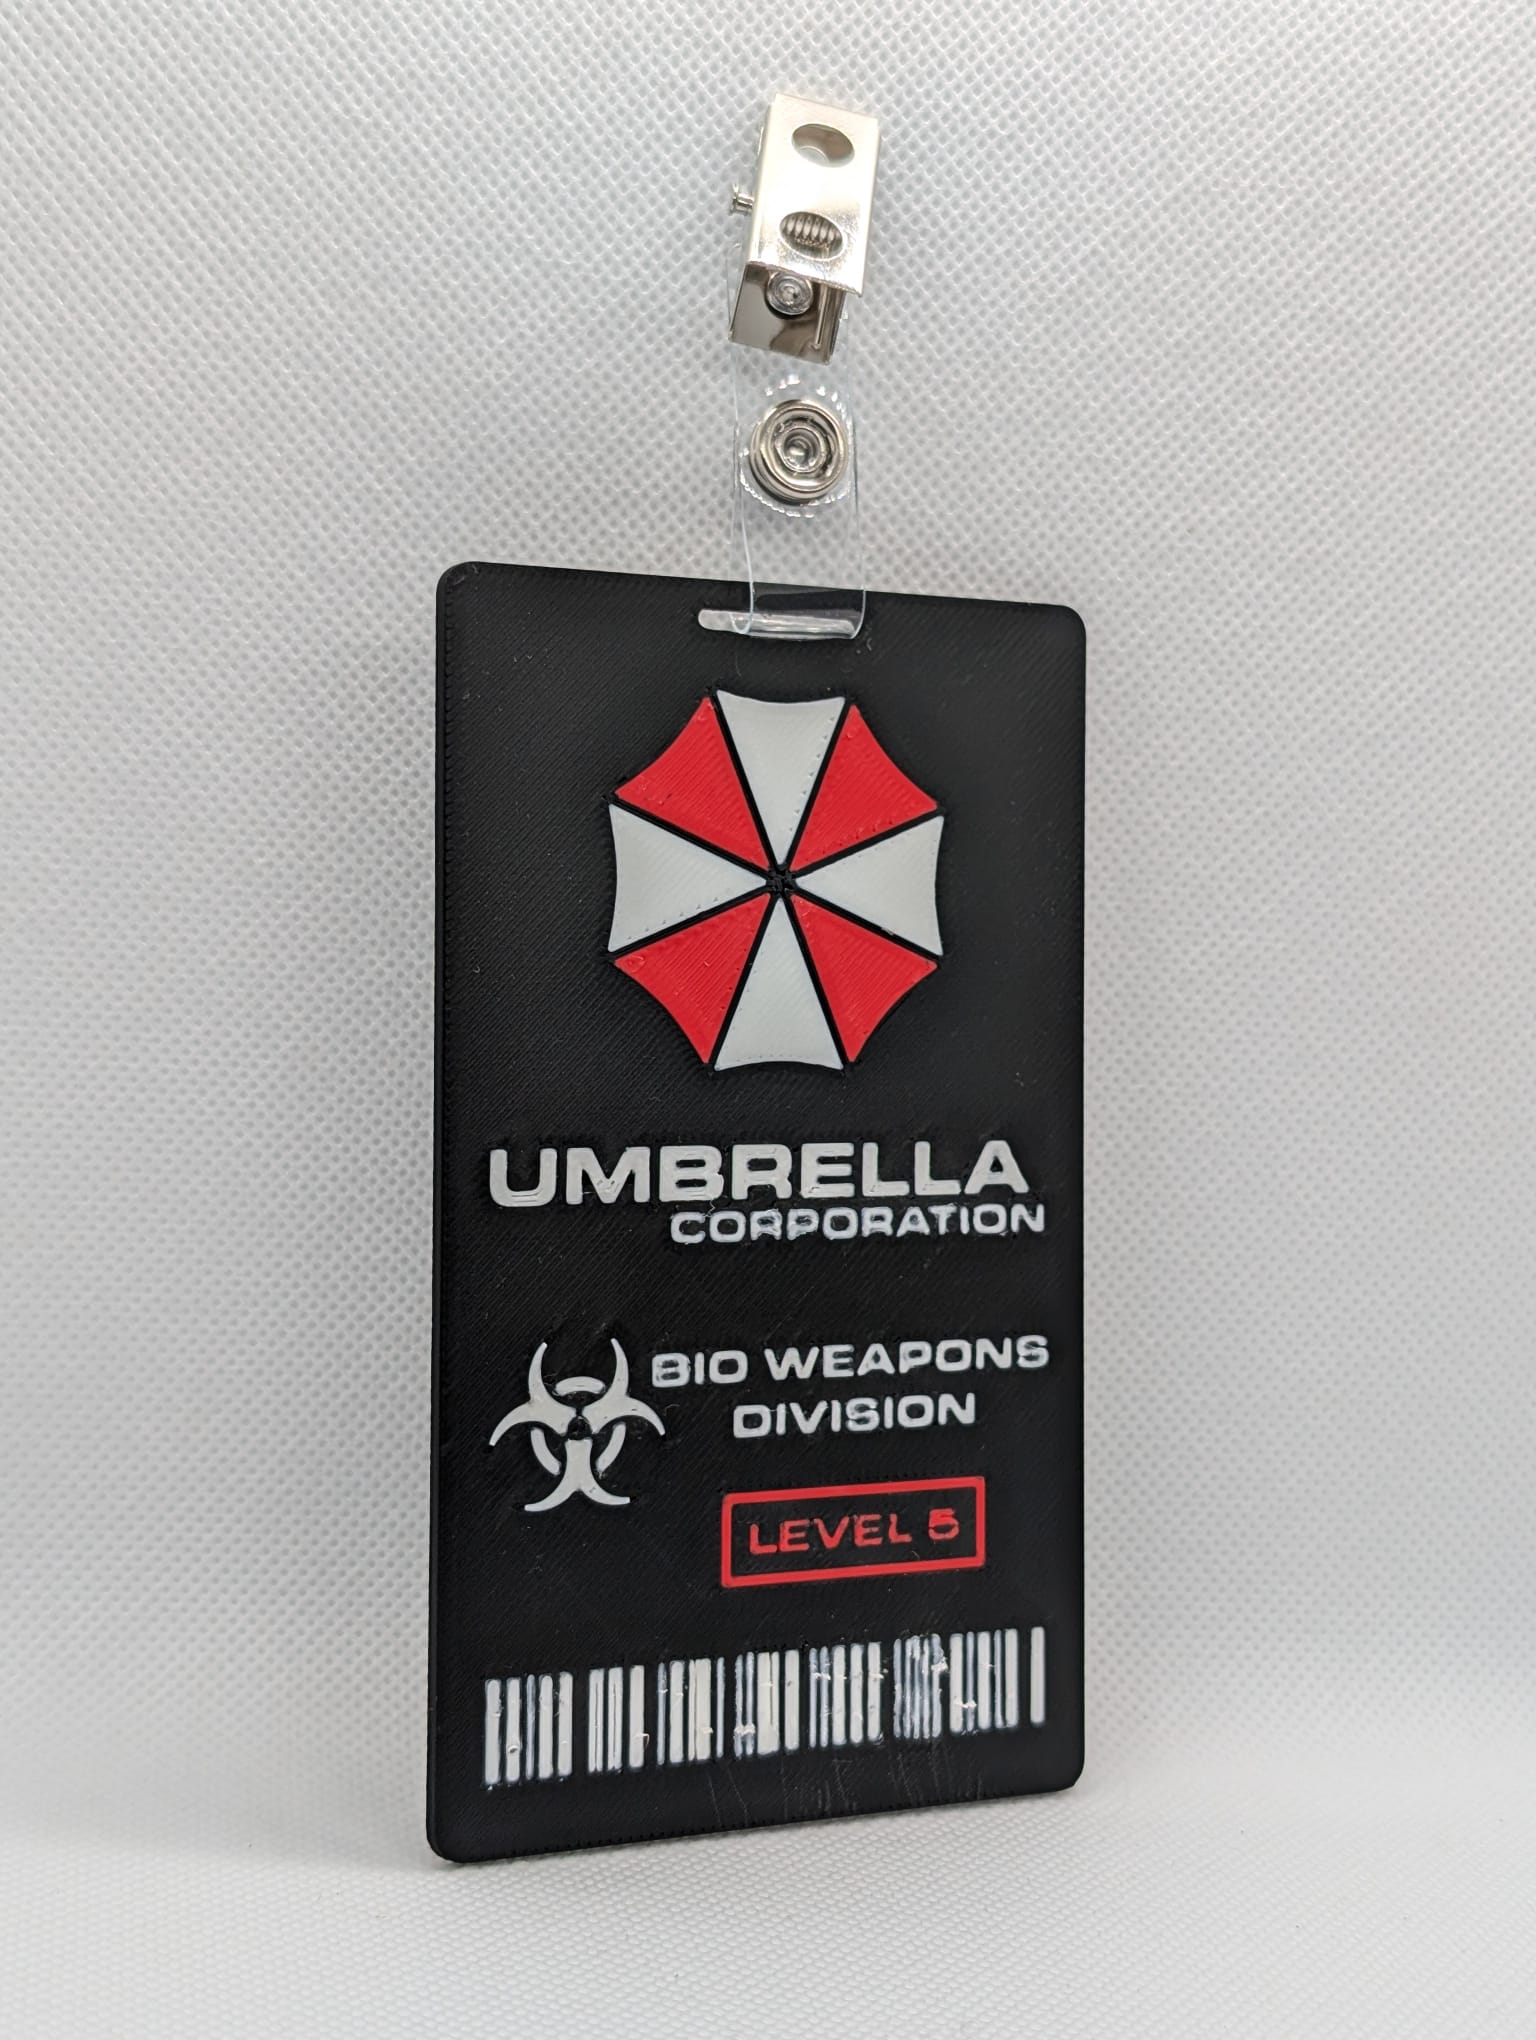 UMBRELLA
CORPORATION
BIO WEAPONS
DIVISION
LEVEL 5